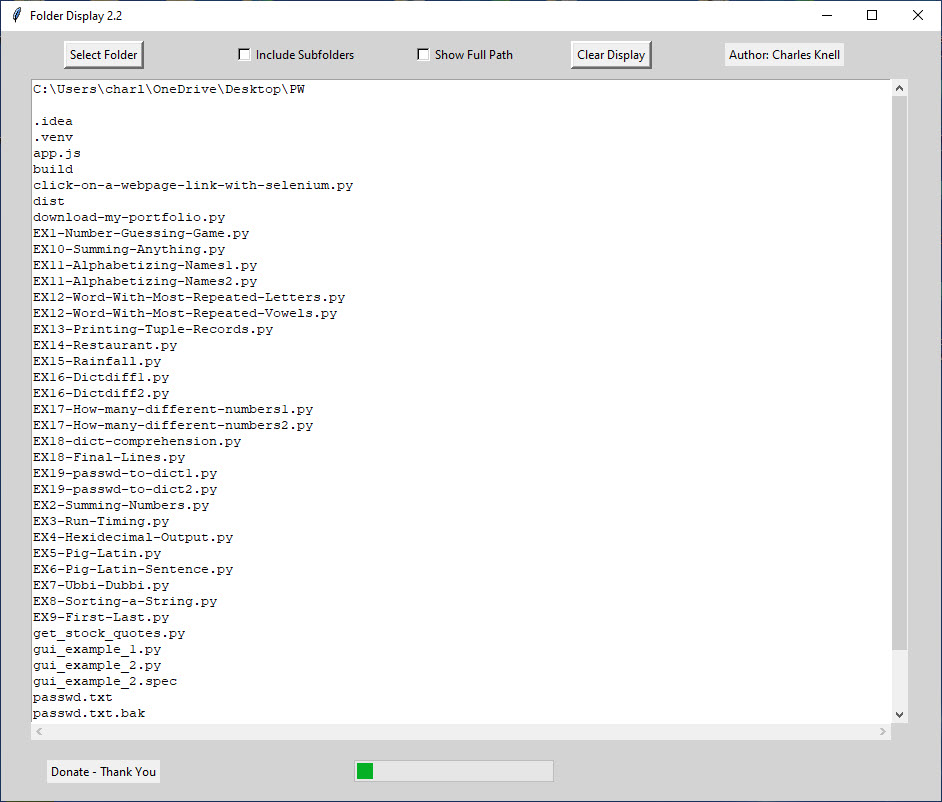 Folder Display 2.2
Select Folder Include Subfolders Show Full Path Clear Display Author: Charles Knell
C:\Users\charl\OneDrive\Desktop\PW
.idea
.venv
app.js
build
click-on-a-webpage-link-with-selenium.py
dist
download-my-portfolio.py
EX1-Number-Guessing-Game.py
EX10-Summing-Anything.py
EX11-Alphabetizing-Names1.py
EX11-Alphabetizing-Names2.py
EX12-Word-With-Most-Repeated-Letters.py
EX12-Word-With-Most-Repeated-Vowels.py
EX13-Printing-Tuple-Records.py
EX14-Restaurant.py
EX15-Rainfall.py
EX16-Dictdiff1.py
EX16-Dictdiff2.py
EX17-How-many-different-numbers1.py
EX17-How-many-different-numbers2.py
EX18-dict-comprehension.py
EX18-Final-Lines.py
EX19-passwd-to-dict1.py
EX19-passwd-to-dict2.py
EX2-Summing-Numbers.py
EX3-Run-Timing.py
EX4-Hexidecimal-Output.py
EX5-Pig-Latin.py
EX6-Pig-Latin-Sentence.py
EX7-Ubbi-Dubbi.py
EX8-Sorting-a-String.py
EX9-First-Last.py
get_stock_quotes.py
gui_example_1.py
gui_example_2.py
gui_example_2.spec
passwd.txt
passwd.txt.bak
Donate - Thank You